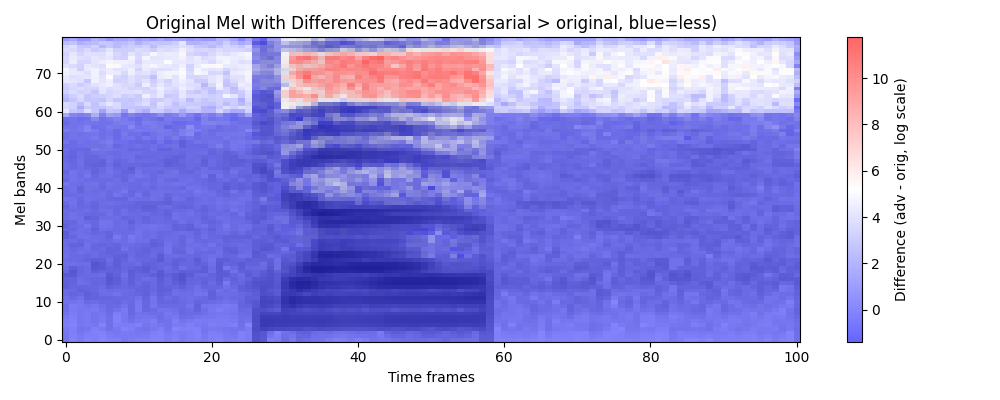 Original Mel with Differences (red=adversarial > original, blue=less)
Mel bands
70
60
50
40
30
20
10
0
0 20 40 60 80 100
Time frames
10
8
6
4
2
0
Difference (adv - orig, log scale)